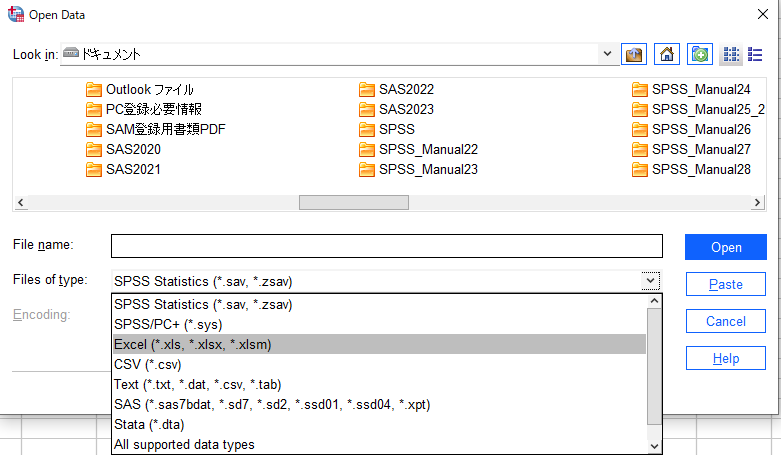 Open Data
Look in: ドキュメント
Outlook ファイル
PC登録必要情報
SAM登録用書類PDF
SAS2020
SAS2021
SAS2022
SAS2023
SPSS
SPSS_Manual22
SPSS_Manual23
SPSS_Manual24
SPSS_Manual25_2
SPSS_Manual26
SPSS_Manual27
SPSS_Manual28
File name:
Open
Files of type: SPSS Statistics (*.sav, *.zsav)
Paste
Encoding:
SPSS Statistics (*.sav, *.zsav)
SPSS/PC+ (*.sys)
Excel (*.xls, *.xlsx, *.xlsm)
CSV (*.csv)
Text (*.txt, *.dat, *.csv, *.tab)
SAS (*.sas7bdat, *.sd7, *.sd2, *.ssd01, *.ssd04, *.xpt)
Stata (*.dta)
All supported data types
Cancel
Help